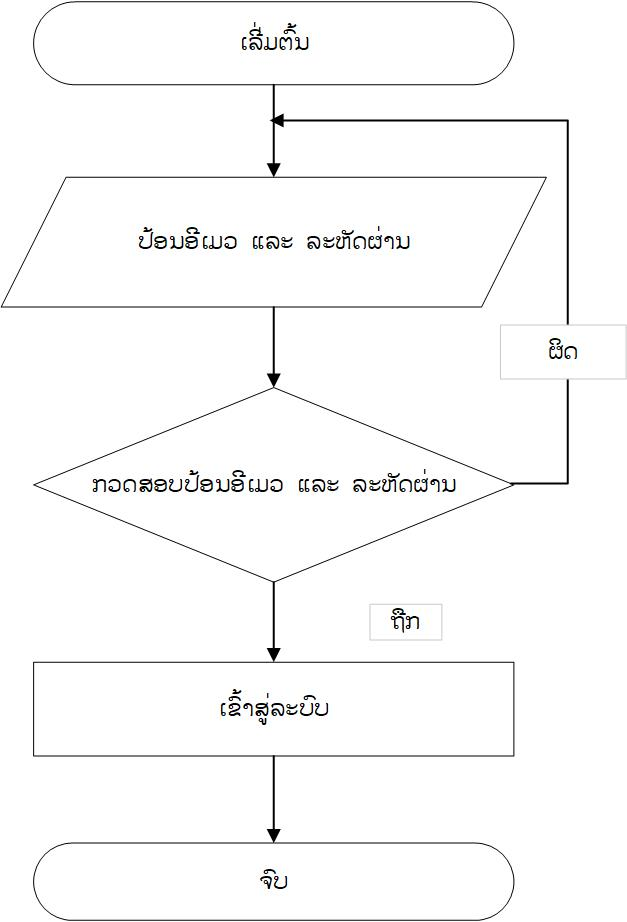 ເລີ່ມຕົ້ນ
ປ້ອນອີເມວ ແລະ ລະຫັດຜ່ານ
ຜິດ
ກວດສອບປ້ອນອີເມວ ແລະ ລະຫັດຜ່ານ
ຖືກ
ເຂົ້າສູ່ລະບົບ
ຈົບ